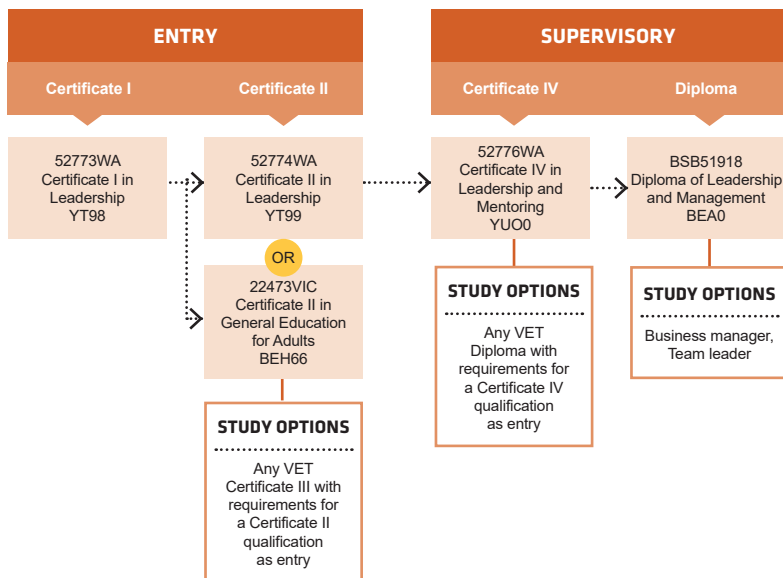 ENTRY
SUPERVISORY
Certificate I
Certificate II
Certificate IV
Diploma
52773WA
Certificate I in
Leadership
YT98
52774WA
Certificate II in
Leadership
YT99
OR
22473VIC
Certificate II in
General Education
for Adults
BEH66
STUDY OPTIONS
Any VET
Certificate III with
requirements for
a Certificate II
qualification
as entry
52776WA
Certificate IV in
Leadership and
Mentoring
YUO0
STUDY OPTIONS
Any VET
Diploma with
requirements for
a Certificate IV
qualification
as entry
BSB51918
Diploma of Leadership
and Management
BEA0
STUDY OPTIONS
Business manager,
Team leader